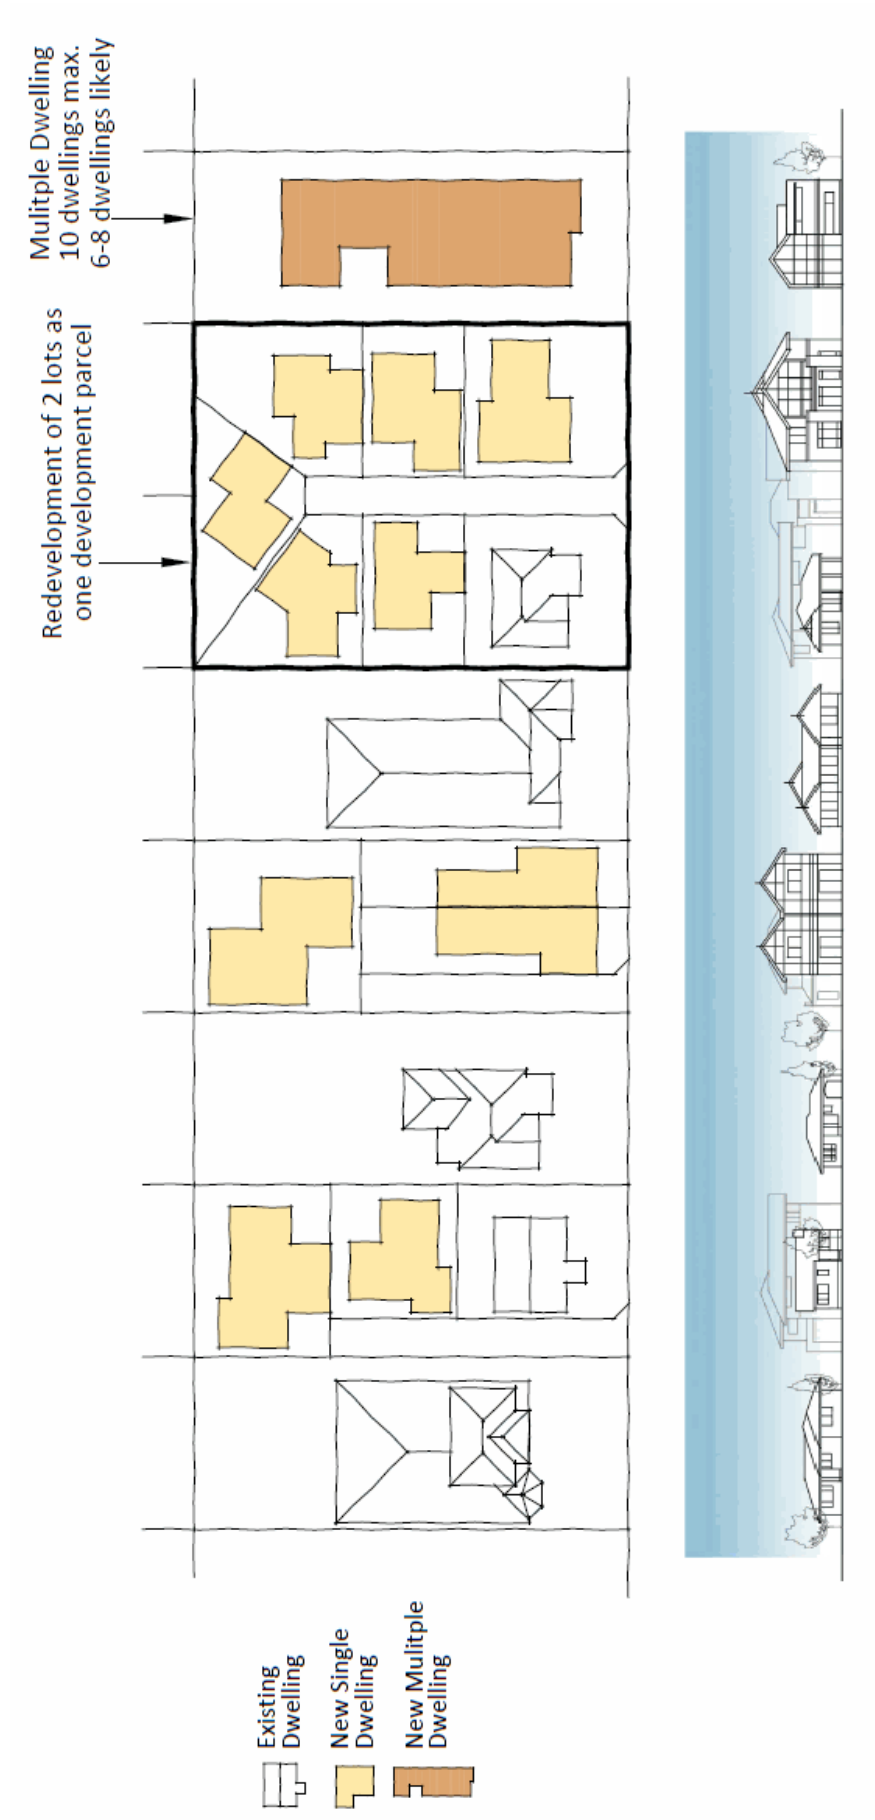 Mulitple Dwelling
10 dwellings max.
6-8 dwellings likely
Redevelopment of 2 lots as
one development parcel
Existing
Dwelling
New Single
Dwelling
New Mulitple
Dwelling